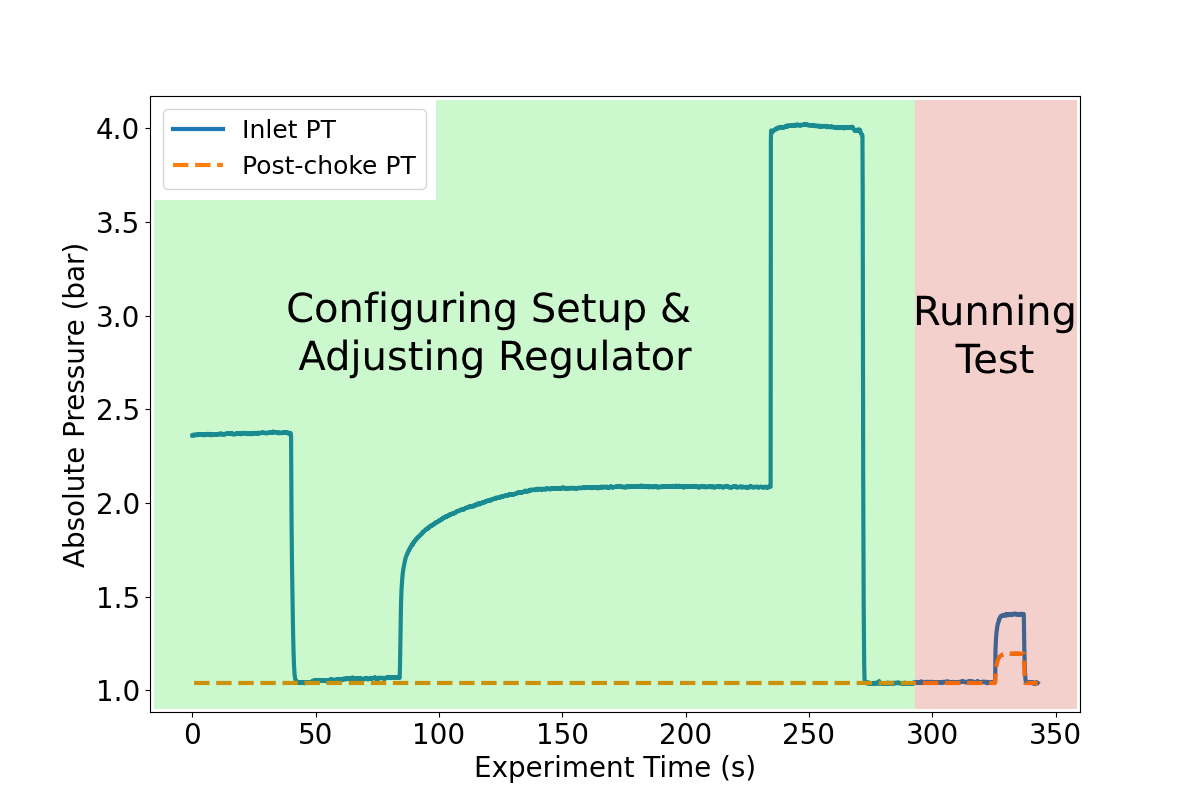 Inlet PT
Post-choke PT
Configuring Setup &
Adjusting Regulator
Running
Test
4.0
3.5
3.0
2.5
2.0
1.5
1.0
Absolute Pressure (bar)
0 50 100 150 200 250 300 350
Experiment Time (s)